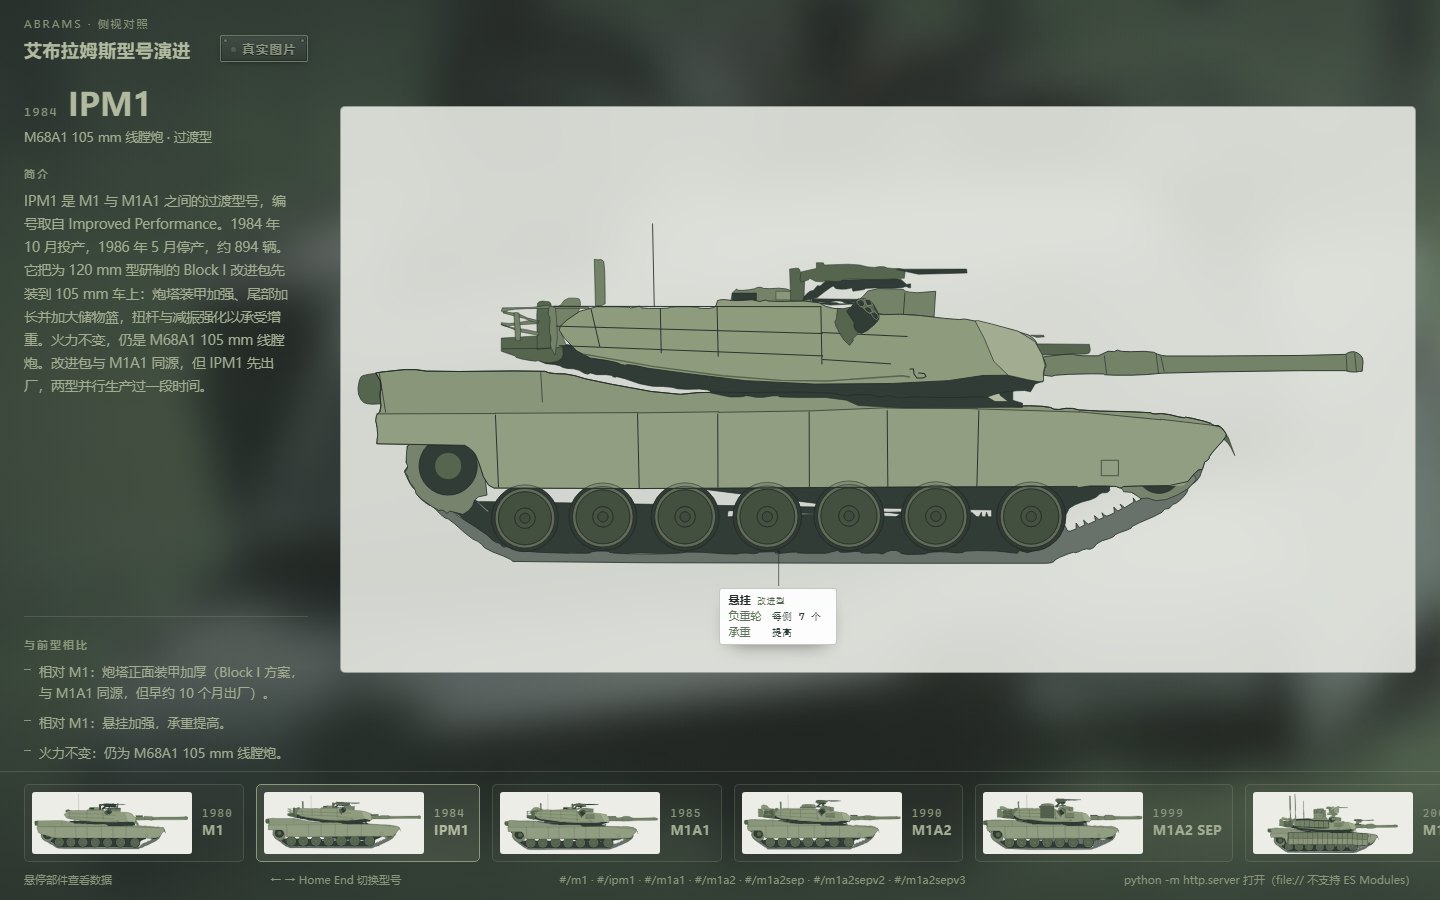 ABRAMS · 侧视对照
艾布拉姆斯型号演进
真实图片
1984 IPM1
M68A1 105 mm 线膛炮 · 过渡型
简介
IPM1 是 M1 与 M1A1 之间的过渡型号，编
号取自 Improved Performance。1984 年
10 月投产，1986 年 5 月停产，约 894 辆。
它把为 120 mm 型研制的 Block I 改进包先
装到 105 mm 车上：炮塔装甲加强、尾部加
长并加大储物篮，扭杆与减振强化以承受增
重。火力不变，仍是 M68A1 105 mm 线膛
炮。改进包与 M1A1 同源，但 IPM1 先出
厂，两型并行生产过一段时间。
悬挂 改进型
负重轮 每侧 7 个
承重 提高
与前型相比
– 相对 M1：炮塔正面装甲加厚（Block I 方案，
与 M1A1 同源，但早约 10 个月出厂）。
– 相对 M1：悬挂加强，承重提高。
– 火力不变：仍为 M68A1 105 mm 线膛炮。
1980
M1
1984
IPM1
1985
M1A1
1990
M1A2
1999
M1A2 SEP
悬停部件查看数据
← → Home End 切换型号
#/m1 · #/ipm1 · #/m1a1 · #/m1a2 · #/m1a2sep · #/m1a2sepv2 · #/m1a2sepv3
python -m http.server 打开（file:// 不支持 ES Modules）